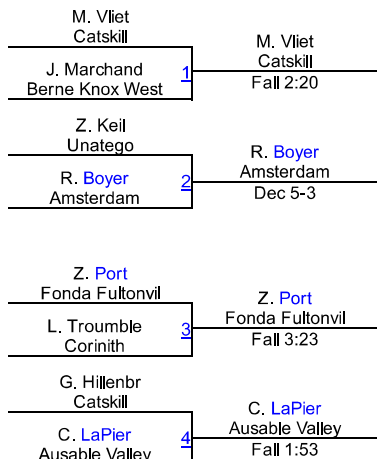 M. Vliet
Catskill
J. Marchand
Berne Knox West
1
M. Vliet
Catskill
Fall 2:20
Z. Keil
Unatego
R. Boyer
Amsterdam
2
R. Boyer
Amsterdam
Dec 5-3
Z. Port
Fonda Fultonvil
L. Troumble
Corinith
3
Z. Port
Fonda Fultonvil
Fall 3:23
G. Hillenbr
Catskill
C. LaPier
Ausable Valley
4
C. LaPier
Ausable Valley
Fall 1:53